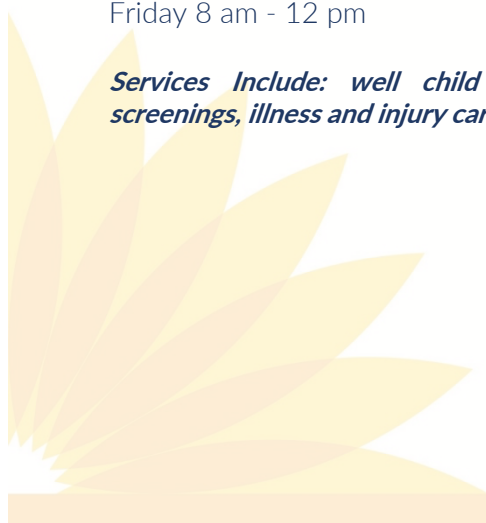 Friday 8 am - 12 pm
Services Include: well child
screenings, illness and injury